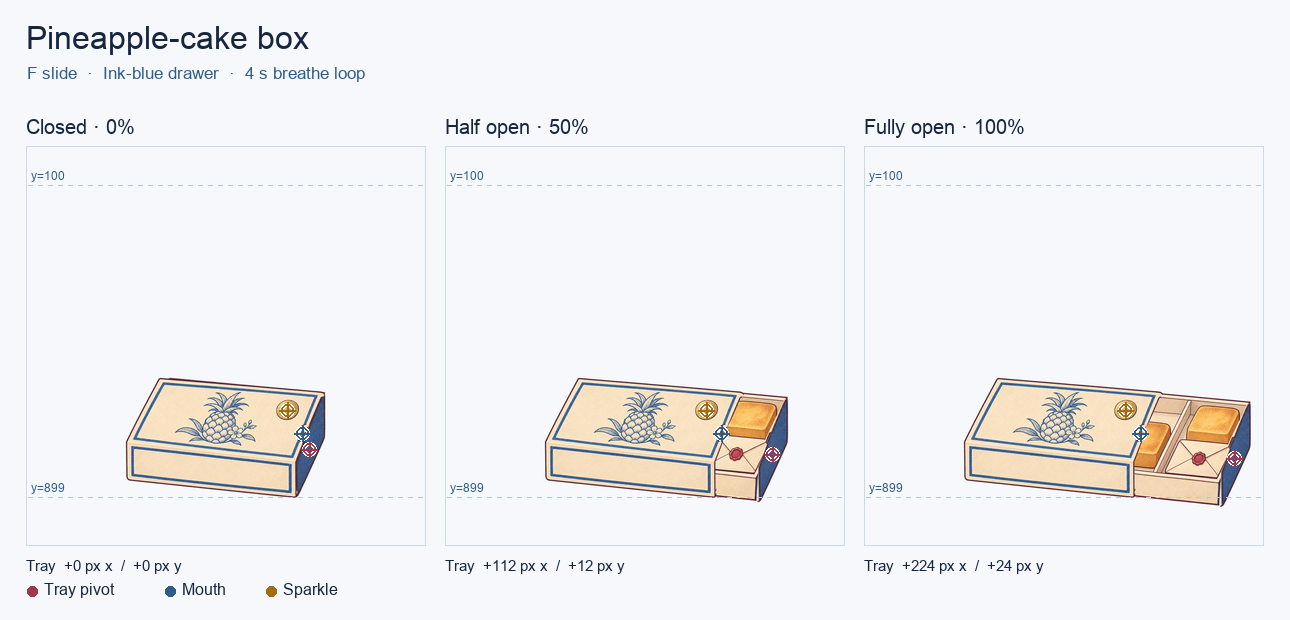 Pineapple-cake box
F slide · Ink-blue drawer · 4 s breathe loop
Closed · 0%
Half open · 50%
Fully open · 100%
y=100
y=100
y=100
y=899
y=899
y=899
Tray +0 px x / +0 px y
Tray +112 px x / +12 px y
Tray +224 px x / +24 px y
Tray pivot
Mouth
Sparkle